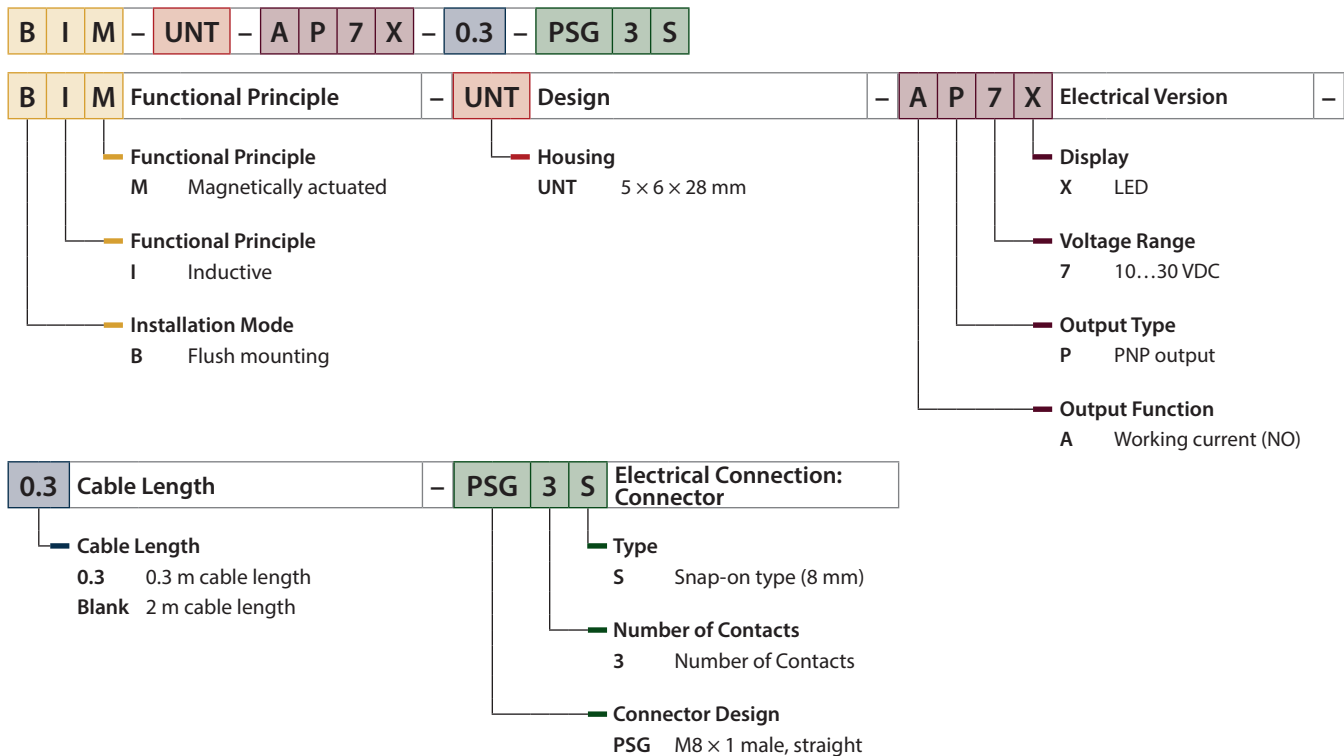 B I M – UNT – A P 7 X – 0.3 – PSG 3 S
B I M Functional Principle – UNT Design – A P 7 X Electrical Version –
Functional Principle
M Magnetically actuated
Functional Principle
I Inductive
Installation Mode
B Flush mounting
Housing
UNT 5 × 6 × 28 mm
Display
X LED
Voltage Range
7 10…30 VDC
Output Type
P PNP output
Output Function
A Working current (NO)
0.3 Cable Length – PSG 3 S Electrical Connection:
Connector
Cable Length
0.3 0.3 m cable length
Blank 2 m cable length
Type
S Snap-on type (8 mm)
Number of Contacts
3 Number of Contacts
Connector Design
PSG M8 × 1 male, straight